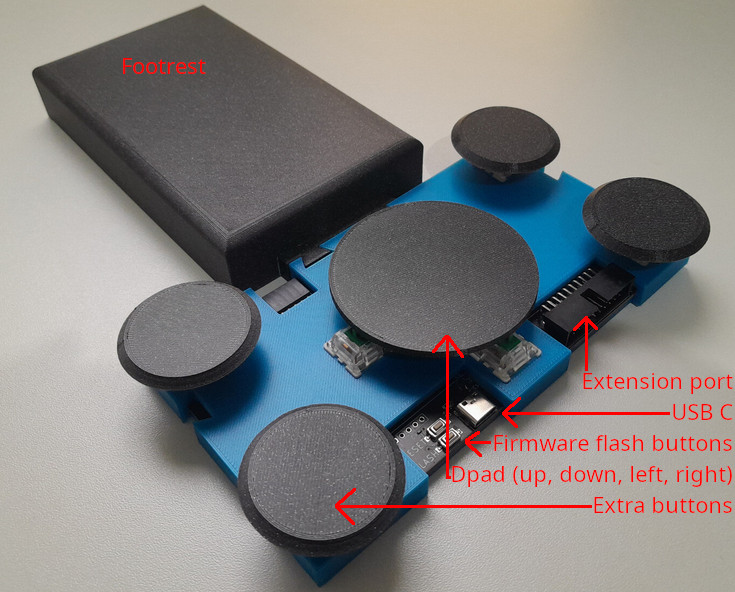 Footrest
Extension port
USB C
Firmware flash buttons
Dpad (up, down, left, right)
Extra buttons